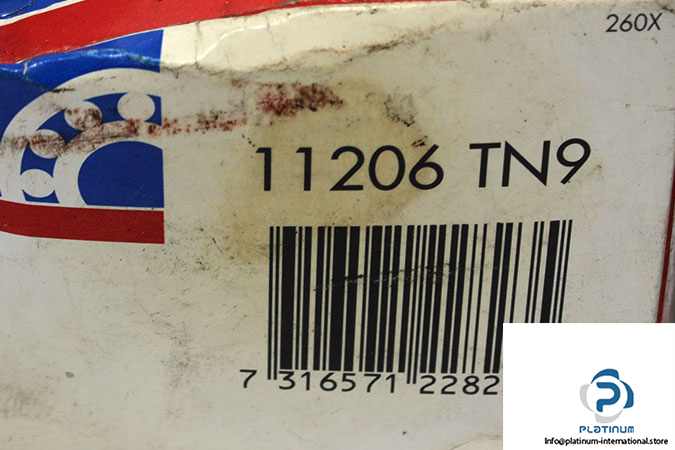 260X
11206 TN9
7 316571 2282
PLATINUM
Info@platinum-international.store